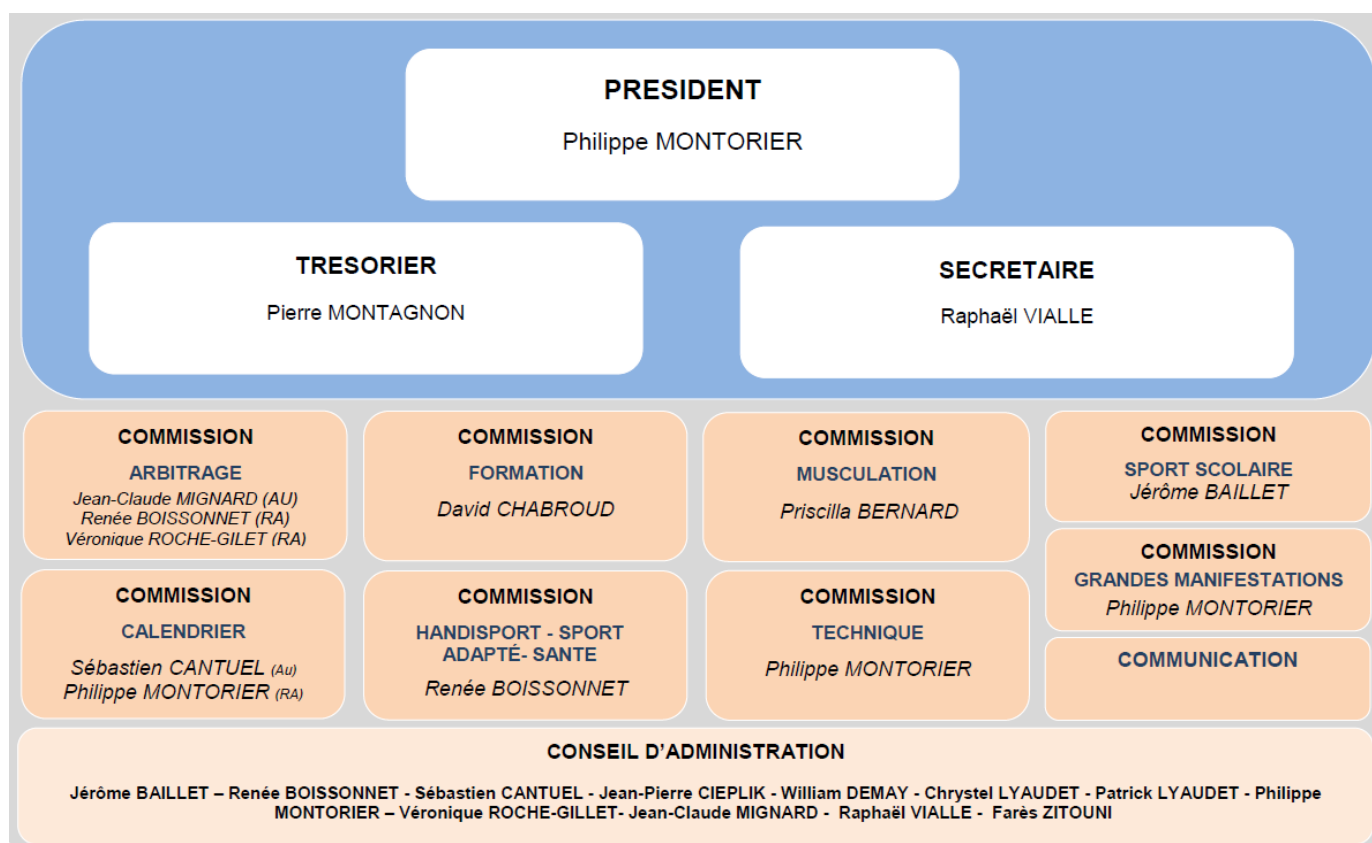 PRESIDENT
Philippe MONTORIER
TRESORIER
Pierre MONTAGNON
SECRETAIRE
Raphaël VIALLE
COMMISSION
ARBITRAGE
Jean-Claude MIGNARD (AU)
Renée BOISSONNET (RA)
Véronique ROCHE-GILET (RA)
COMMISSION
FORMATION
David CHABROUD
COMMISSION
MUSCULATION
Priscilla BERNARD
COMMISSION
SPORT SCOLAIRE
Jérôme BAILLET
COMMISSION
GRANDES MANIFESTATIONS
Philippe MONTORIER
COMMISSION
CALENDRIER
Sébastien CANTUEL (Au)
Philippe MONTORIER (RA)
COMMISSION
HANDISPORT - SPORT
ADAPTÉ- SANTE
Renée BOISSONNET
COMMISSION
TECHNIQUE
Philippe MONTORIER
COMMUNICATION
CONSEIL D'ADMINISTRATION
Jérôme BAILLET – Renée BOISSONNET - Sébastien CANTUEL - Jean-Pierre CIEPLIK - William DEMAY - Chrystel LYAUDET - Patrick LYAUDET - Philippe
MONTORIER – Véronique ROCHE-GILLET- Jean-Claude MIGNARD - Raphaël VIALLE - Farès ZITOUNI